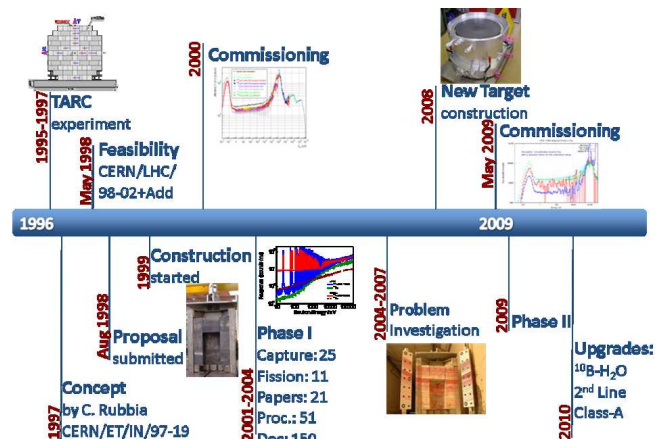 1995-1997
TARC
experiment
May 1998
Feasibility
CERN/LHC/
98-02+Add
2000
Commissioning
2008
New Target
construction
May 2009
Commissioning
1996
2009
1997
Concept
by C. Rubbia
CERN/ET/IN/97-19
Aug 1998
Proposal
submitted
1999
Construction
started
2001-2004
Phase I
Capture: 25
Fission: 11
Papers: 21
Proc.: 51
Doc: 150
2004-2007
Problem
Investigation
2009
Phase II
2010
Upgrades:
¹⁰B-H₂O
2ⁿᵈ Line
Class-A